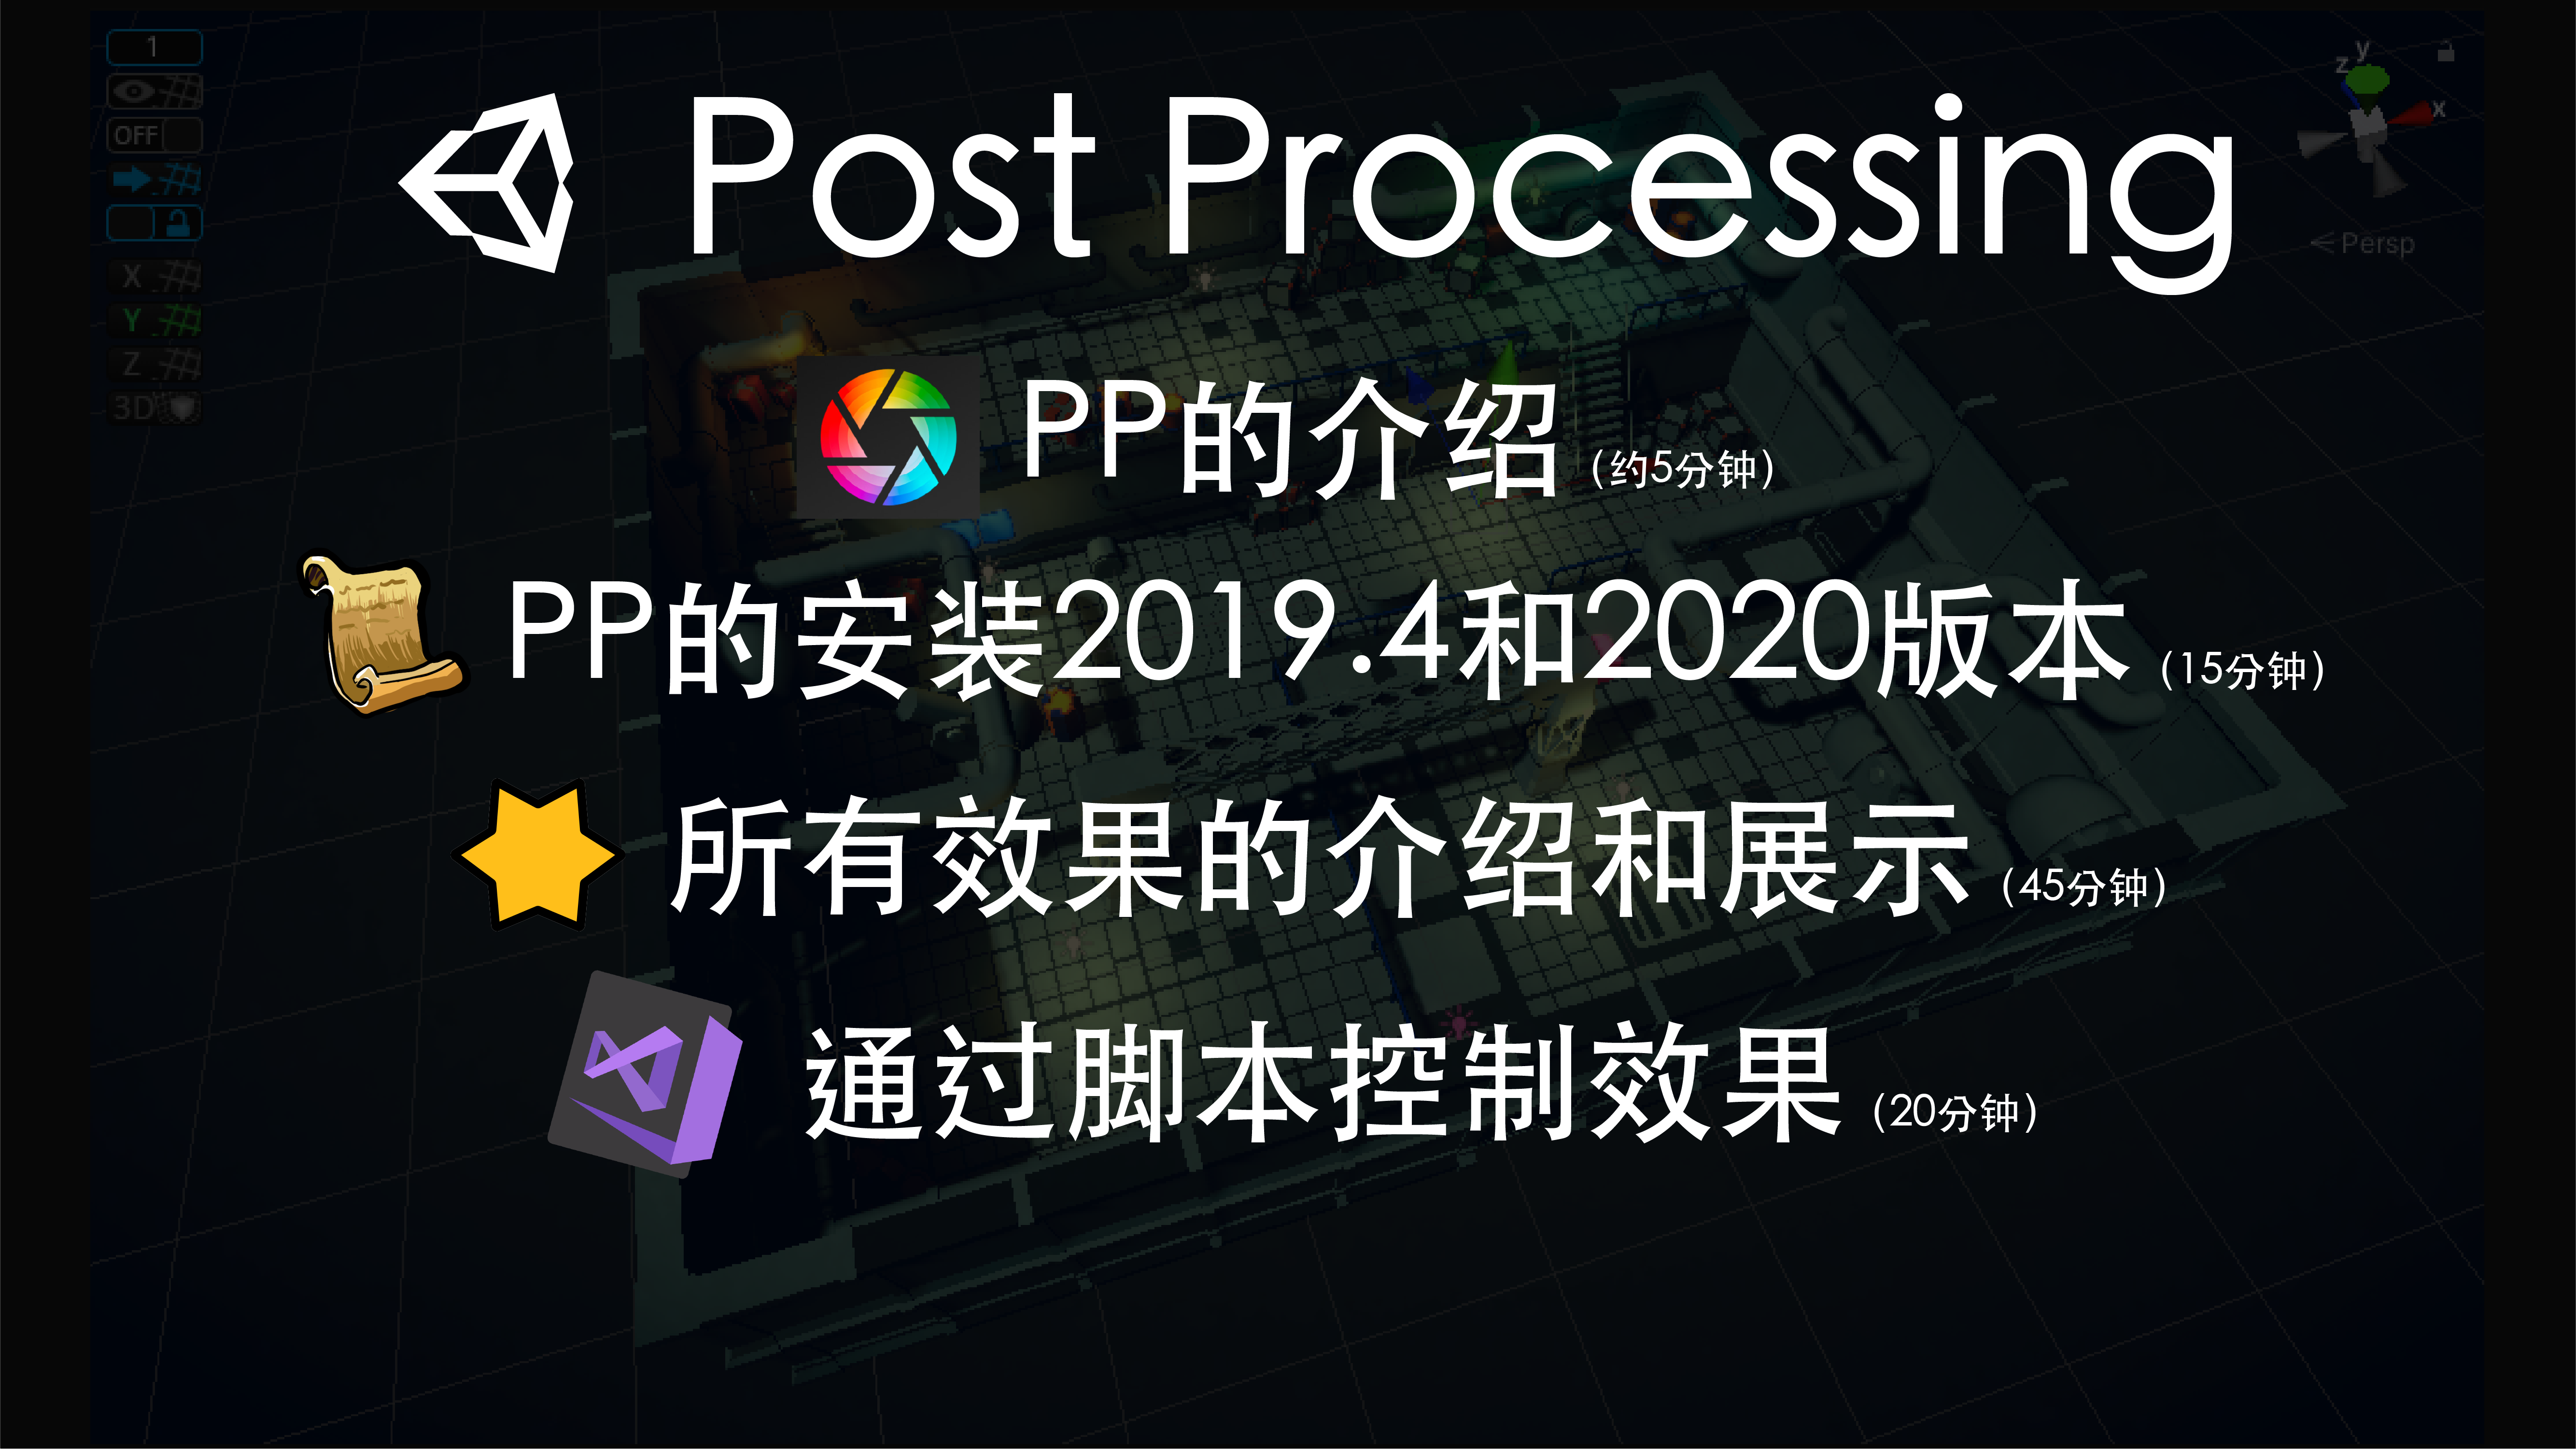 Post Processing
PP的介绍 (约5分钟)
PP的安装2019.4和2020版本 (15分钟)
所有效果的介绍和展示 (45分钟)
通过脚本控制效果 (20分钟)
1
OFF
X
Y
Z
3D
y
z
x
< Persp